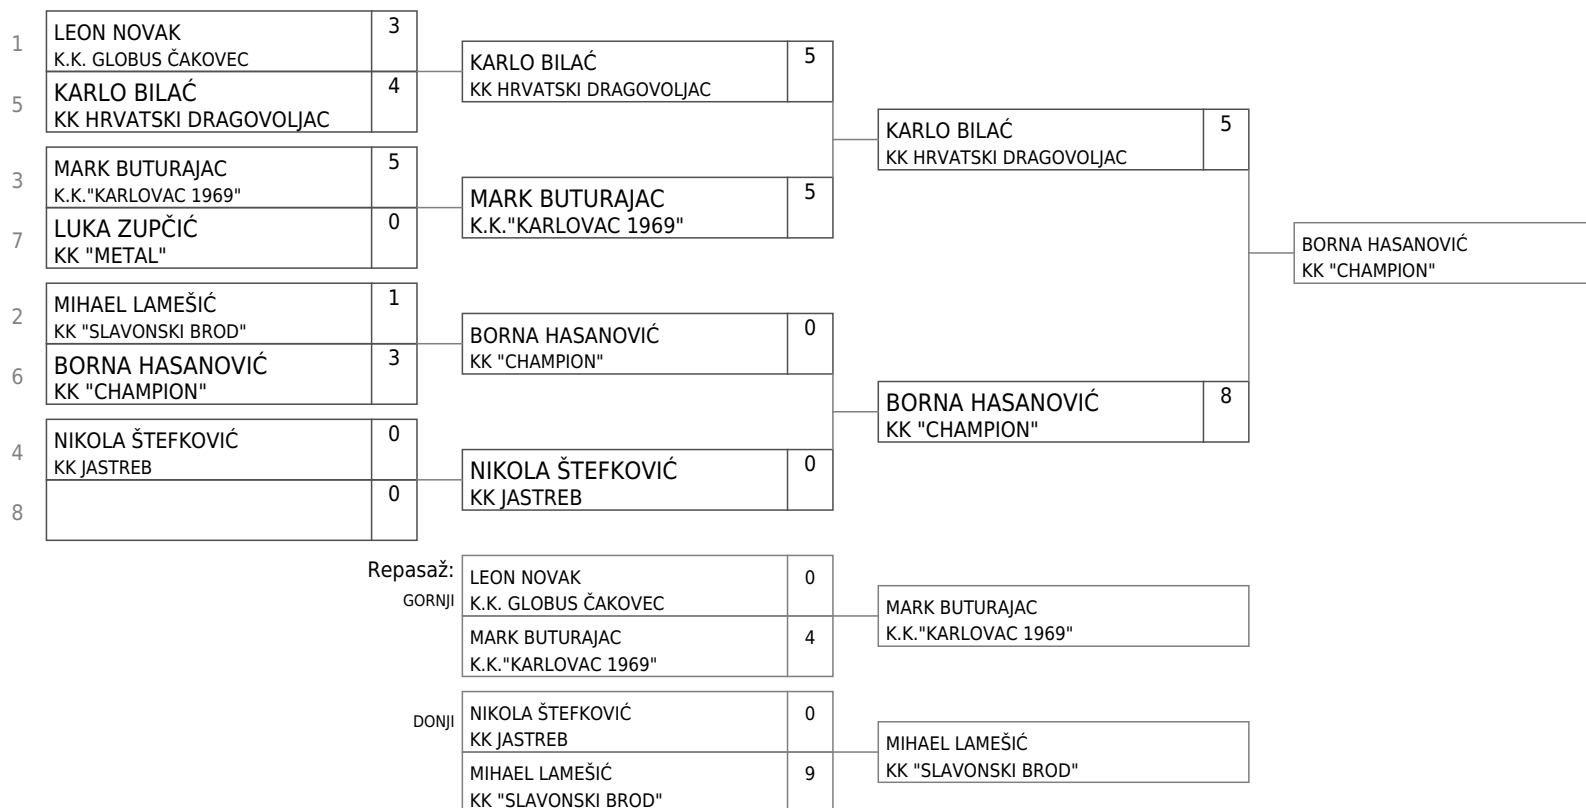 1
LEON NOVAK
K.K. GLOBUS ČAKOVEC
3
5
KARLO BILAĆ
KK HRVATSKI DRAGOVOLJAC
4
3
MARK BUTURAJAC
K.K."KARLOVAC 1969"
5
7
LUKA ZUPČIĆ
KK "METAL"
0
2
MIHAEL LAMEŠIĆ
KK "SLAVONSKI BROD"
1
6
BORNA HASANOVIĆ
KK "CHAMPION"
3
4
NIKOLA ŠTEFKOVIĆ
KK JASTREB
0
8
0
KARLO BILAĆ
KK HRVATSKI DRAGOVOLJAC
5
MARK BUTURAJAC
K.K."KARLOVAC 1969"
5
BORNA HASANOVIĆ
KK "CHAMPION"
0
NIKOLA ŠTEFKOVIĆ
KK JASTREB
0
KARLO BILAĆ
KK HRVATSKI DRAGOVOLJAC
5
BORNA HASANOVIĆ
KK "CHAMPION"
8
BORNA HASANOVIĆ
KK "CHAMPION"
Repasaž:
GORNJI
LEON NOVAK
K.K. GLOBUS ČAKOVEC
0
MARK BUTURAJAC
K.K."KARLOVAC 1969"
4
MARK BUTURAJAC
K.K."KARLOVAC 1969"
DONJI
NIKOLA ŠTEFKOVIĆ
KK JASTREB
0
MIHAEL LAMEŠIĆ
KK "SLAVONSKI BROD"
9
MIHAEL LAMEŠIĆ
KK "SLAVONSKI BROD"